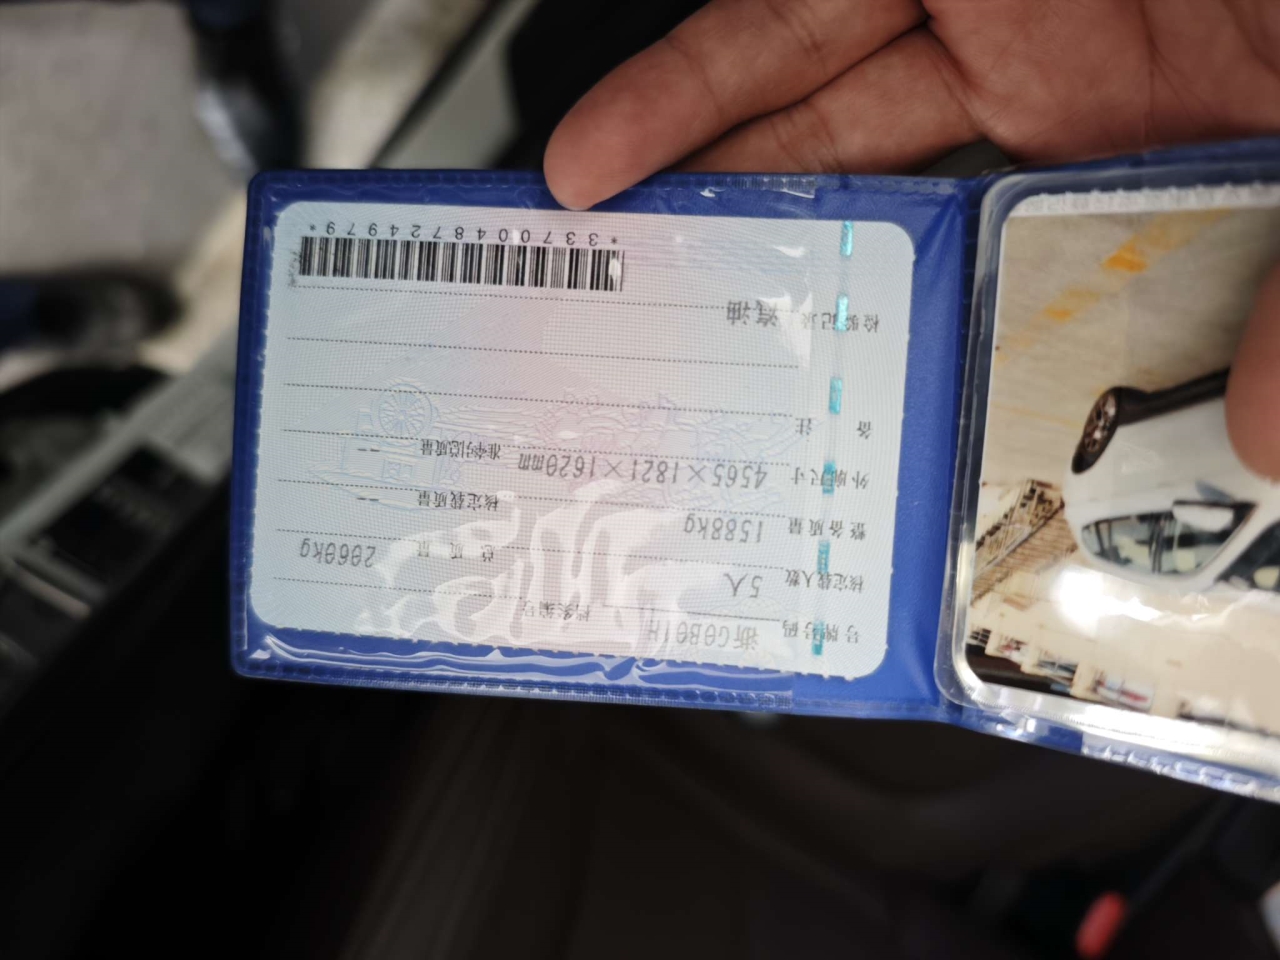 号牌号码 浙G0B01H 档案编号
核定载人数 5人 总质量 2060kg
整备质量 1588kg 核定载质量 --
外廓尺寸 4565×1821×1620mm 准牵引总质量 --
备注
检验记录 汽油
*3370048724979*